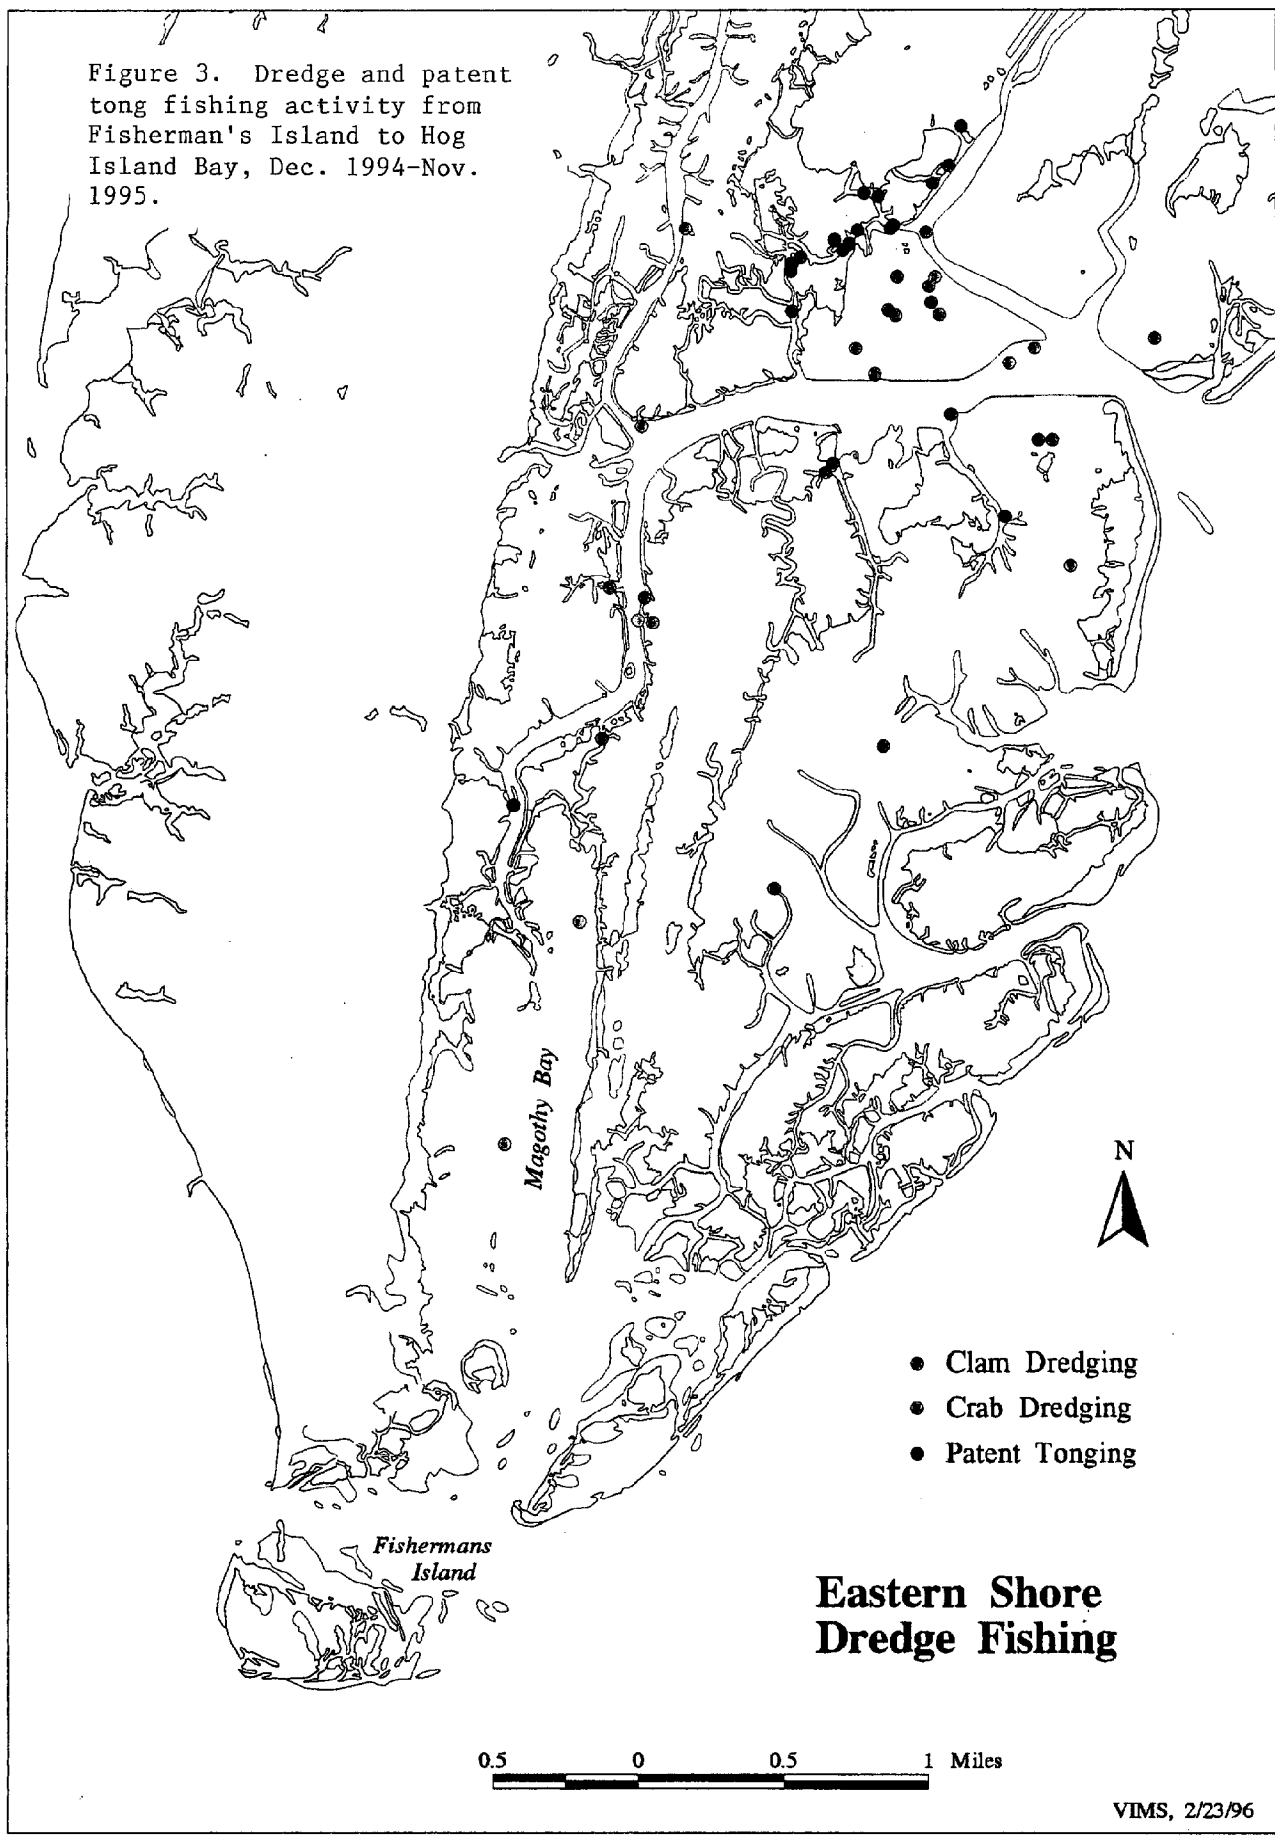 Figure 3. Dredge and patent
tong fishing activity from
Fisherman's Island to Hog
Island Bay, Dec. 1994-Nov.
1995.
Magothy Bay
N
Clam Dredging
Crab Dredging
Patent Tonging
Fishermans
Island
Eastern Shore
Dredge Fishing
0.5 0 0.5 1 Miles
VIMS, 2/23/96